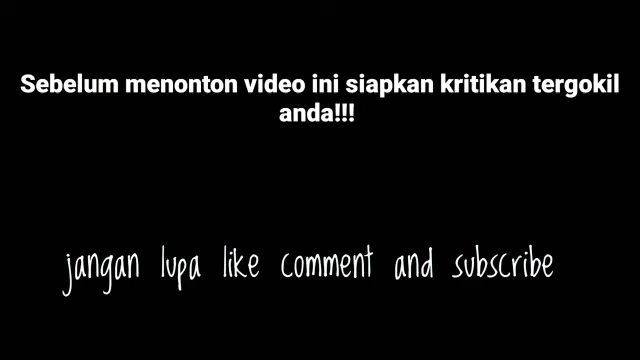 Sebelum menonton video ini siapkan kritikan tergokil
anda!!!
jangan lupa like comment and subscribe